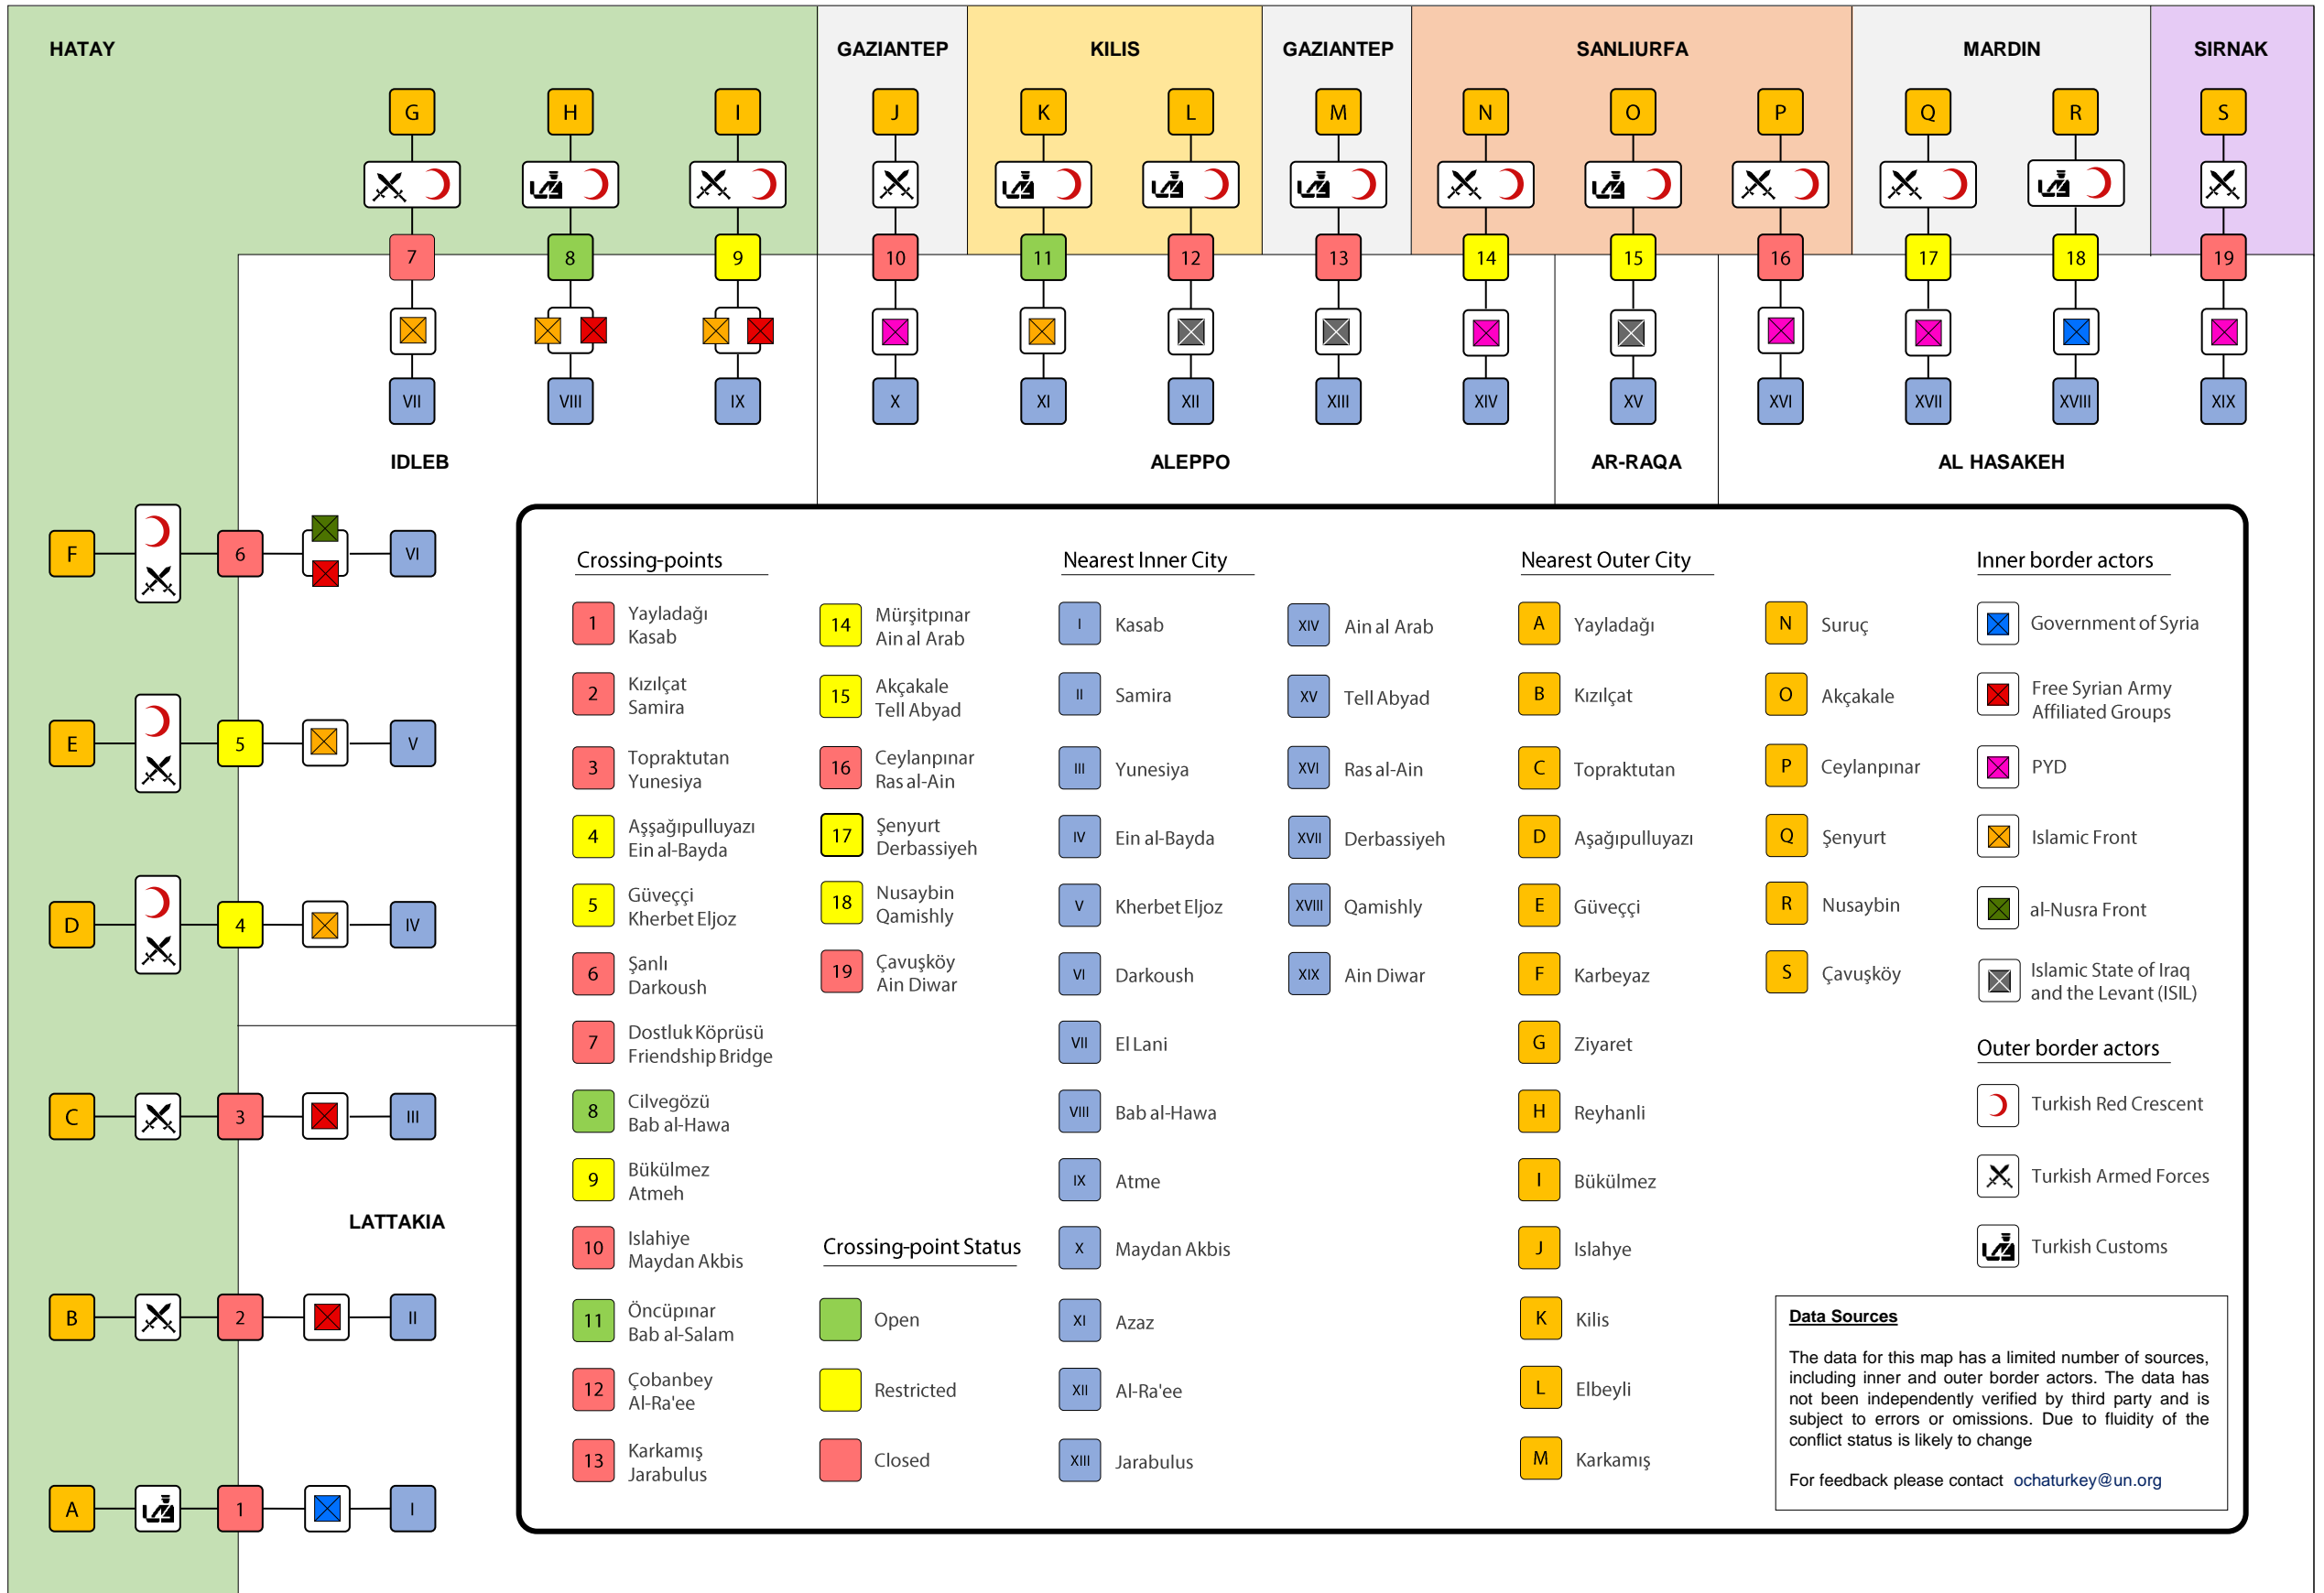 HATAY
GAZIANTEP
KILIS
GAZIANTEP
SANLIURFA
MARDIN
SIRNAK
G
H
I
J
K
L
M
N
O
P
Q
R
S
7
8
9
10
11
12
13
14
15
16
17
18
19
VII
VIII
IX
X
XI
XII
XIII
XIV
XV
XVI
XVII
XVIII
XIX
IDLEB
ALEPPO
AR-RAQA
AL HASAKEH
F
6
VI
E
5
V
D
4
IV
C
3
III
LATTAKIA
B
2
II
A
1
I
Crossing-points
1
Yayladağı
Kasab
2
Kızılçat
Samira
3
Topraktutan
Yunesiya
4
Aşşağıpulluyazı
Ein al-Bayda
5
Güveççi
Kherbet Eljoz
6
Şanlı
Darkoush
7
Dostluk Köprüsü
Friendship Bridge
8
Cilvegözü
Bab al-Hawa
9
Bükülmez
Atmeh
10
Islahiye
Maydan Akbis
11
Öncüpınar
Bab al-Salam
12
Çobanbey
Al-Ra'ee
13
Karkamış
Jarabulus
14
Mürşitpınar
Ain al Arab
15
Akçakale
Tell Abyad
16
Ceylanpınar
Ras al-Ain
17
Şenyurt
Derbassiyeh
18
Nusaybin
Qamishly
19
Çavuşköy
Ain Diwar
Crossing-point Status
Open
Restricted
Closed
Nearest Inner City
I
Kasab
II
Samira
III
Yunesiya
IV
Ein al-Bayda
V
Kherbet Eljoz
VI
Darkoush
VII
El Lani
VIII
Bab al-Hawa
IX
Atme
X
Maydan Akbis
XI
Azaz
XII
Al-Ra'ee
XIII
Jarabulus
XIV
Ain al Arab
XV
Tell Abyad
XVI
Ras al-Ain
XVII
Derbassiyeh
XVIII
Qamishly
XIX
Ain Diwar
Nearest Outer City
A
Yayladağı
B
Kızılçat
C
Topraktutan
D
Aşağıpulluyazı
E
Güveççi
F
Karbeyaz
G
Ziyaret
H
Reyhanli
I
Bükülmez
J
Islahye
K
Kilis
L
Elbeyli
M
Karkamış
N
Suruç
O
Akçakale
P
Ceylanpınar
Q
Şenyurt
R
Nusaybin
S
Çavuşköy
Inner border actors
Government of Syria
Free Syrian Army
Affiliated Groups
PYD
Islamic Front
al-Nusra Front
Islamic State of Iraq
and the Levant (ISIL)
Outer border actors
Turkish Red Crescent
Turkish Armed Forces
Turkish Customs
Data Sources
The data for this map has a limited number of sources,
including inner and outer border actors. The data has
not been independently verified by third party and is
subject to errors or omissions. Due to fluidity of the
conflict status is likely to change
For feedback please contact ochaturkey@un.org